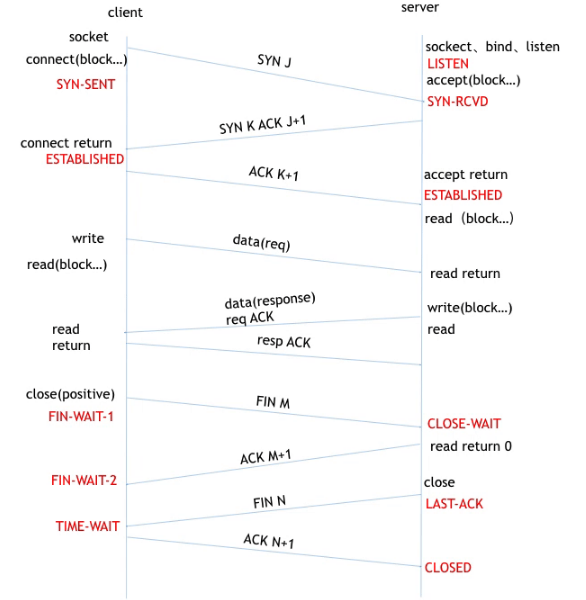 client
server
socket
connect(block...)
SYN-SENT
SYN J
sockect、bind、listen
LISTEN
accept(block...)
SYN-RCVD
SYN K ACK J+1
connect return
ESTABLISHED
ACK K+1
accept return
ESTABLISHED
read（block...）
write
data(req)
read(block...)
read return
data(response)
req ACK
write(block...)
read
read
return
resp ACK
close(positive)
FIN-WAIT-1
FIN M
CLOSE-WAIT
read return 0
ACK M+1
FIN-WAIT-2
close
LAST-ACK
FIN N
TIME-WAIT
ACK N+1
CLOSED